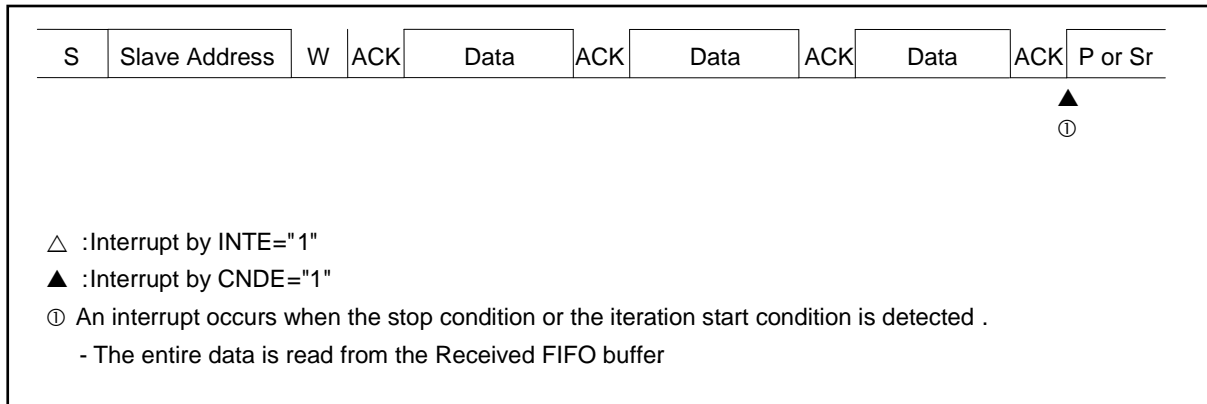 S Slave Address W ACK Data ACK Data ACK Data ACK P or Sr
▲
①
△ :Interrupt by INTE="1"
▲ :Interrupt by CNDE="1"
① An interrupt occurs when the stop condition or the iteration start condition is detected .
- The entire data is read from the Received FIFO buffer